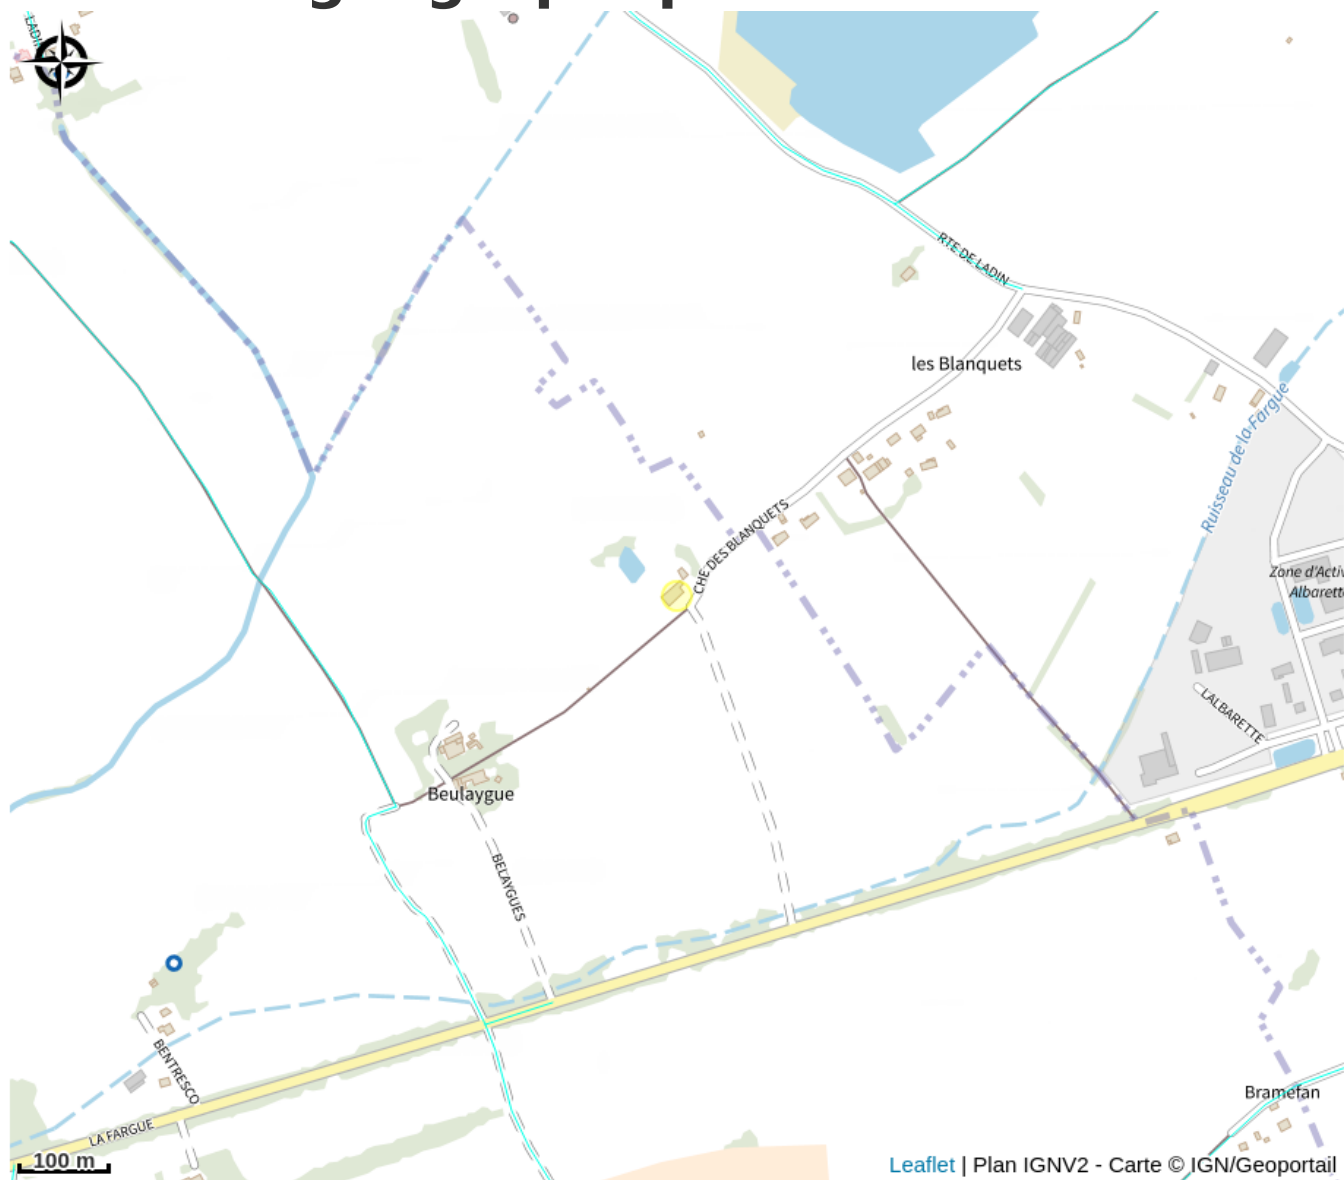 LADIN
RTE DE LADIN
les Blanquets
Ruisseau de la Fargue
CHE DES BLANQUETS
Zone d'Activ
Albarett
LALBARETTE
Beulaygue
BELAYGUES
BENTRESCO
Bramefan
LA FARGUE
100 m
Leaflet | Plan IGNV2 - Carte © IGN/Geoportail